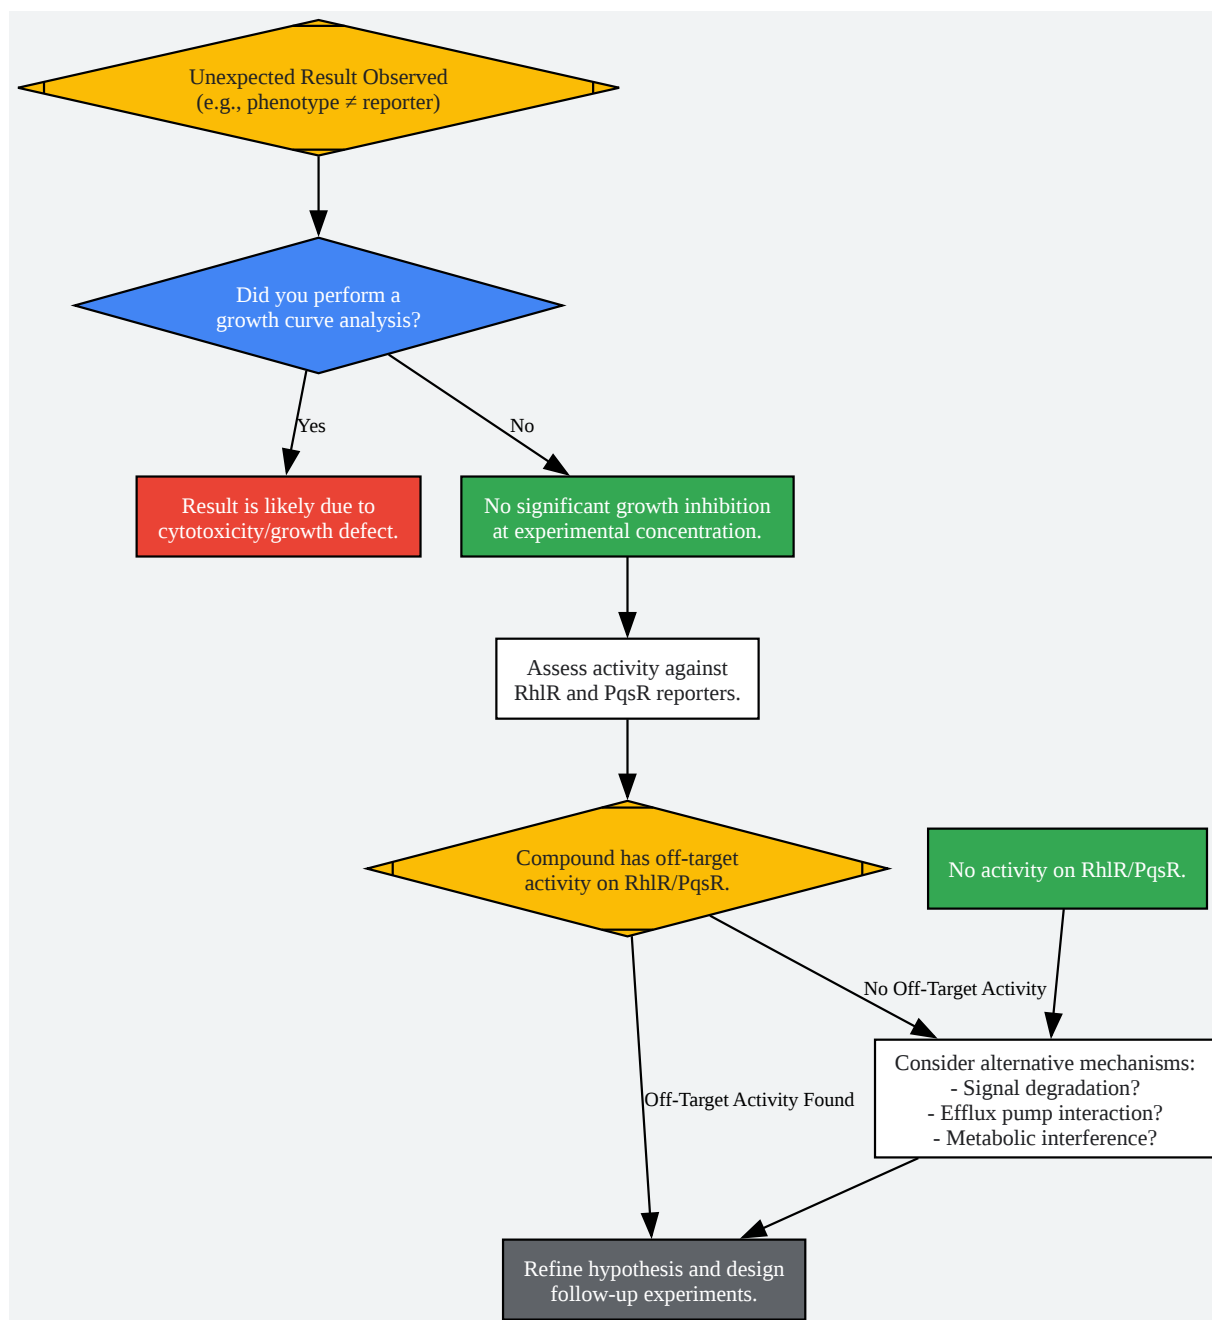 Unexpected Result Observed
(e.g., phenotype ≠ reporter)
Did you perform a
growth curve analysis?
Yes
No
Result is likely due to
cytotoxicity/growth defect.
No significant growth inhibition
at experimental concentration.
Assess activity against
RhlR and PqsR reporters.
Compound has off-target
activity on RhlR/PqsR.
No activity on RhlR/PqsR.
No Off-Target Activity
Consider alternative mechanisms:
- Signal degradation?
- Efflux pump interaction?
- Metabolic interference?
Off-Target Activity Found
Refine hypothesis and design
follow-up experiments.